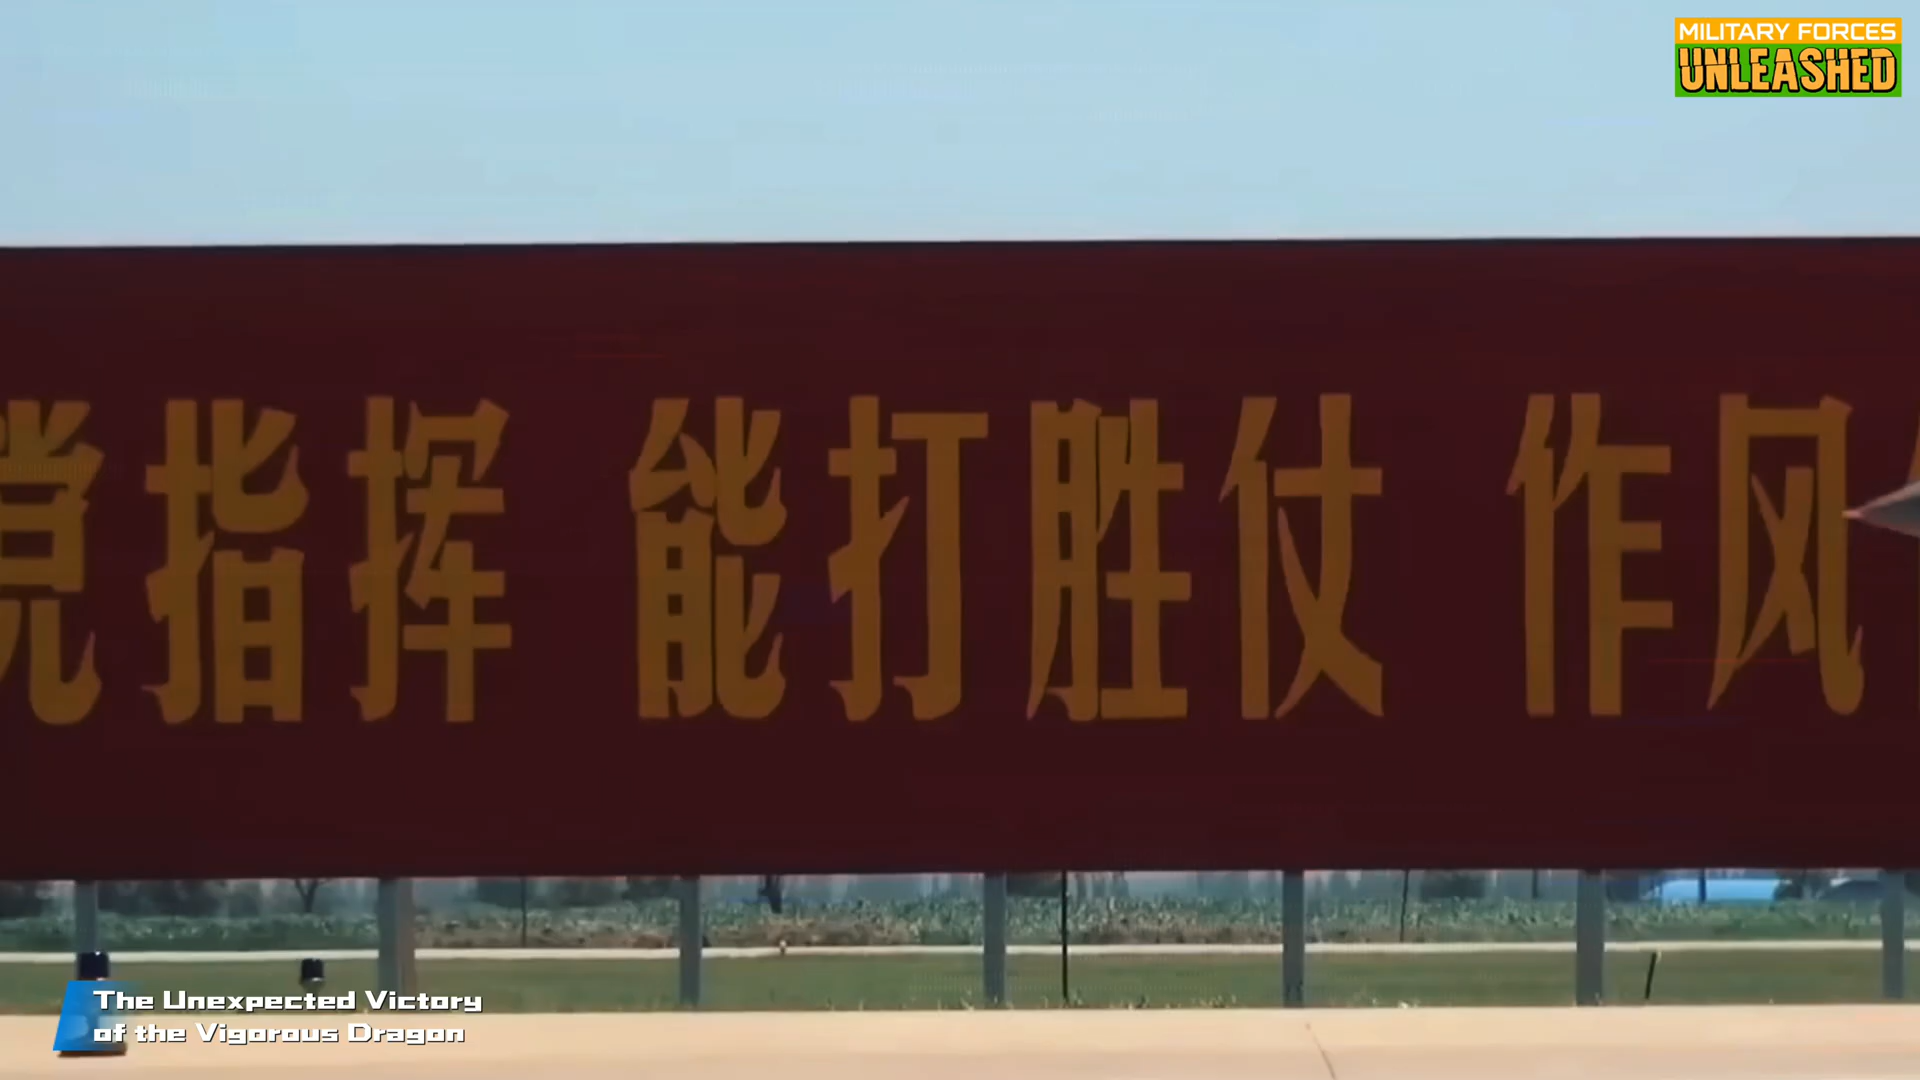 MILITARY FORCES
UNLEASHED
党指挥 能打胜仗 作风
The Unexpected Victory
of the Vigorous Dragon